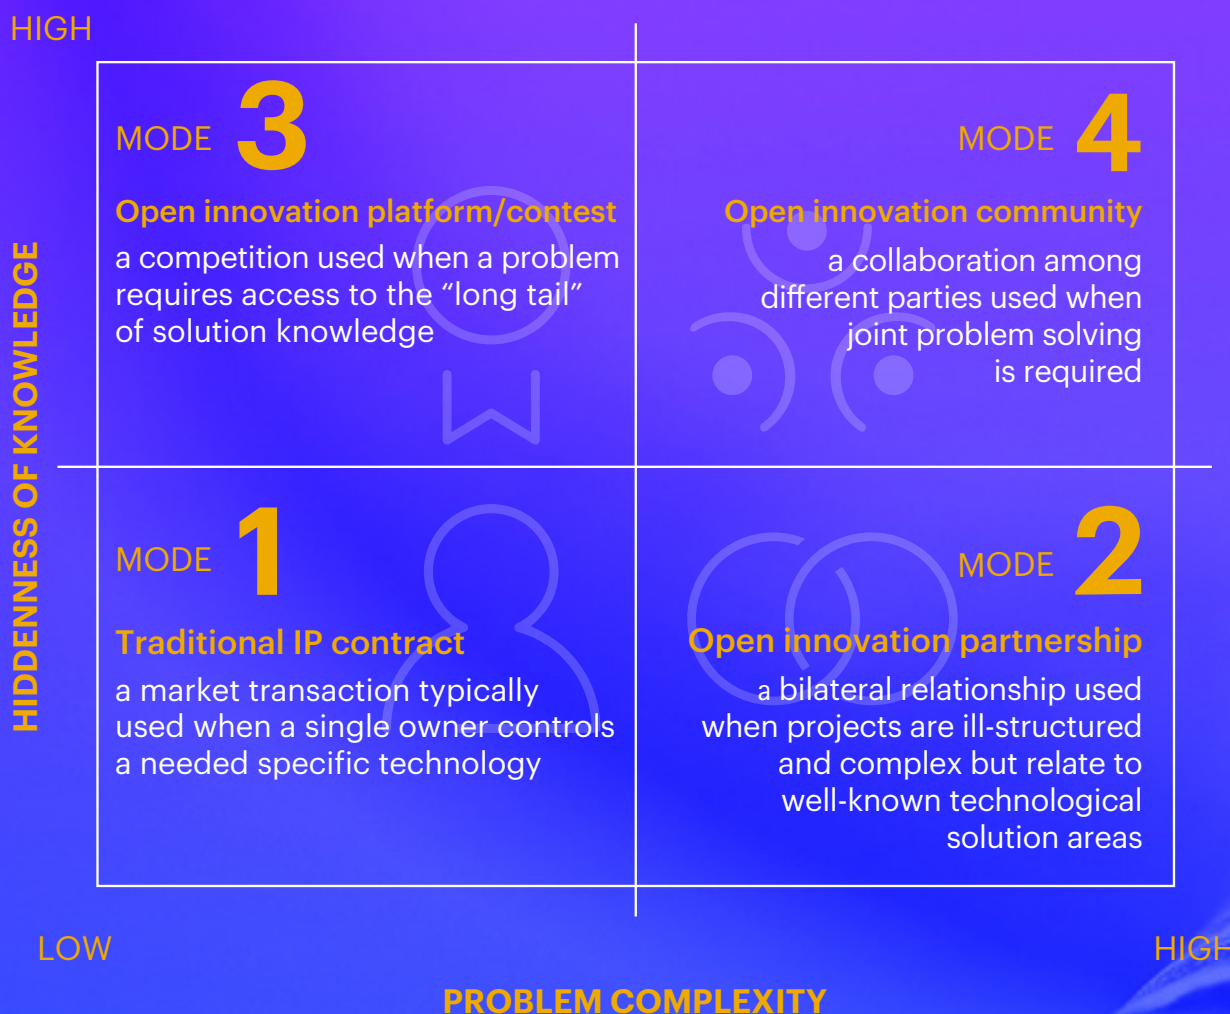 HIGH
MODE 3
Open innovation platform/contest
a competition used when a problem
requires access to the “long tail”
of solution knowledge
MODE 4
Open innovation community
a collaboration among
different parties used when
joint problem solving
is required
HIDDENNESS OF KNOWLEDGE
MODE 1
Traditional IP contract
a market transaction typically
used when a single owner controls
a needed specific technology
MODE 2
Open innovation partnership
a bilateral relationship used
when projects are ill-structured
and complex but relate to
well-known technological
solution areas
LOW
HIGH
PROBLEM COMPLEXITY